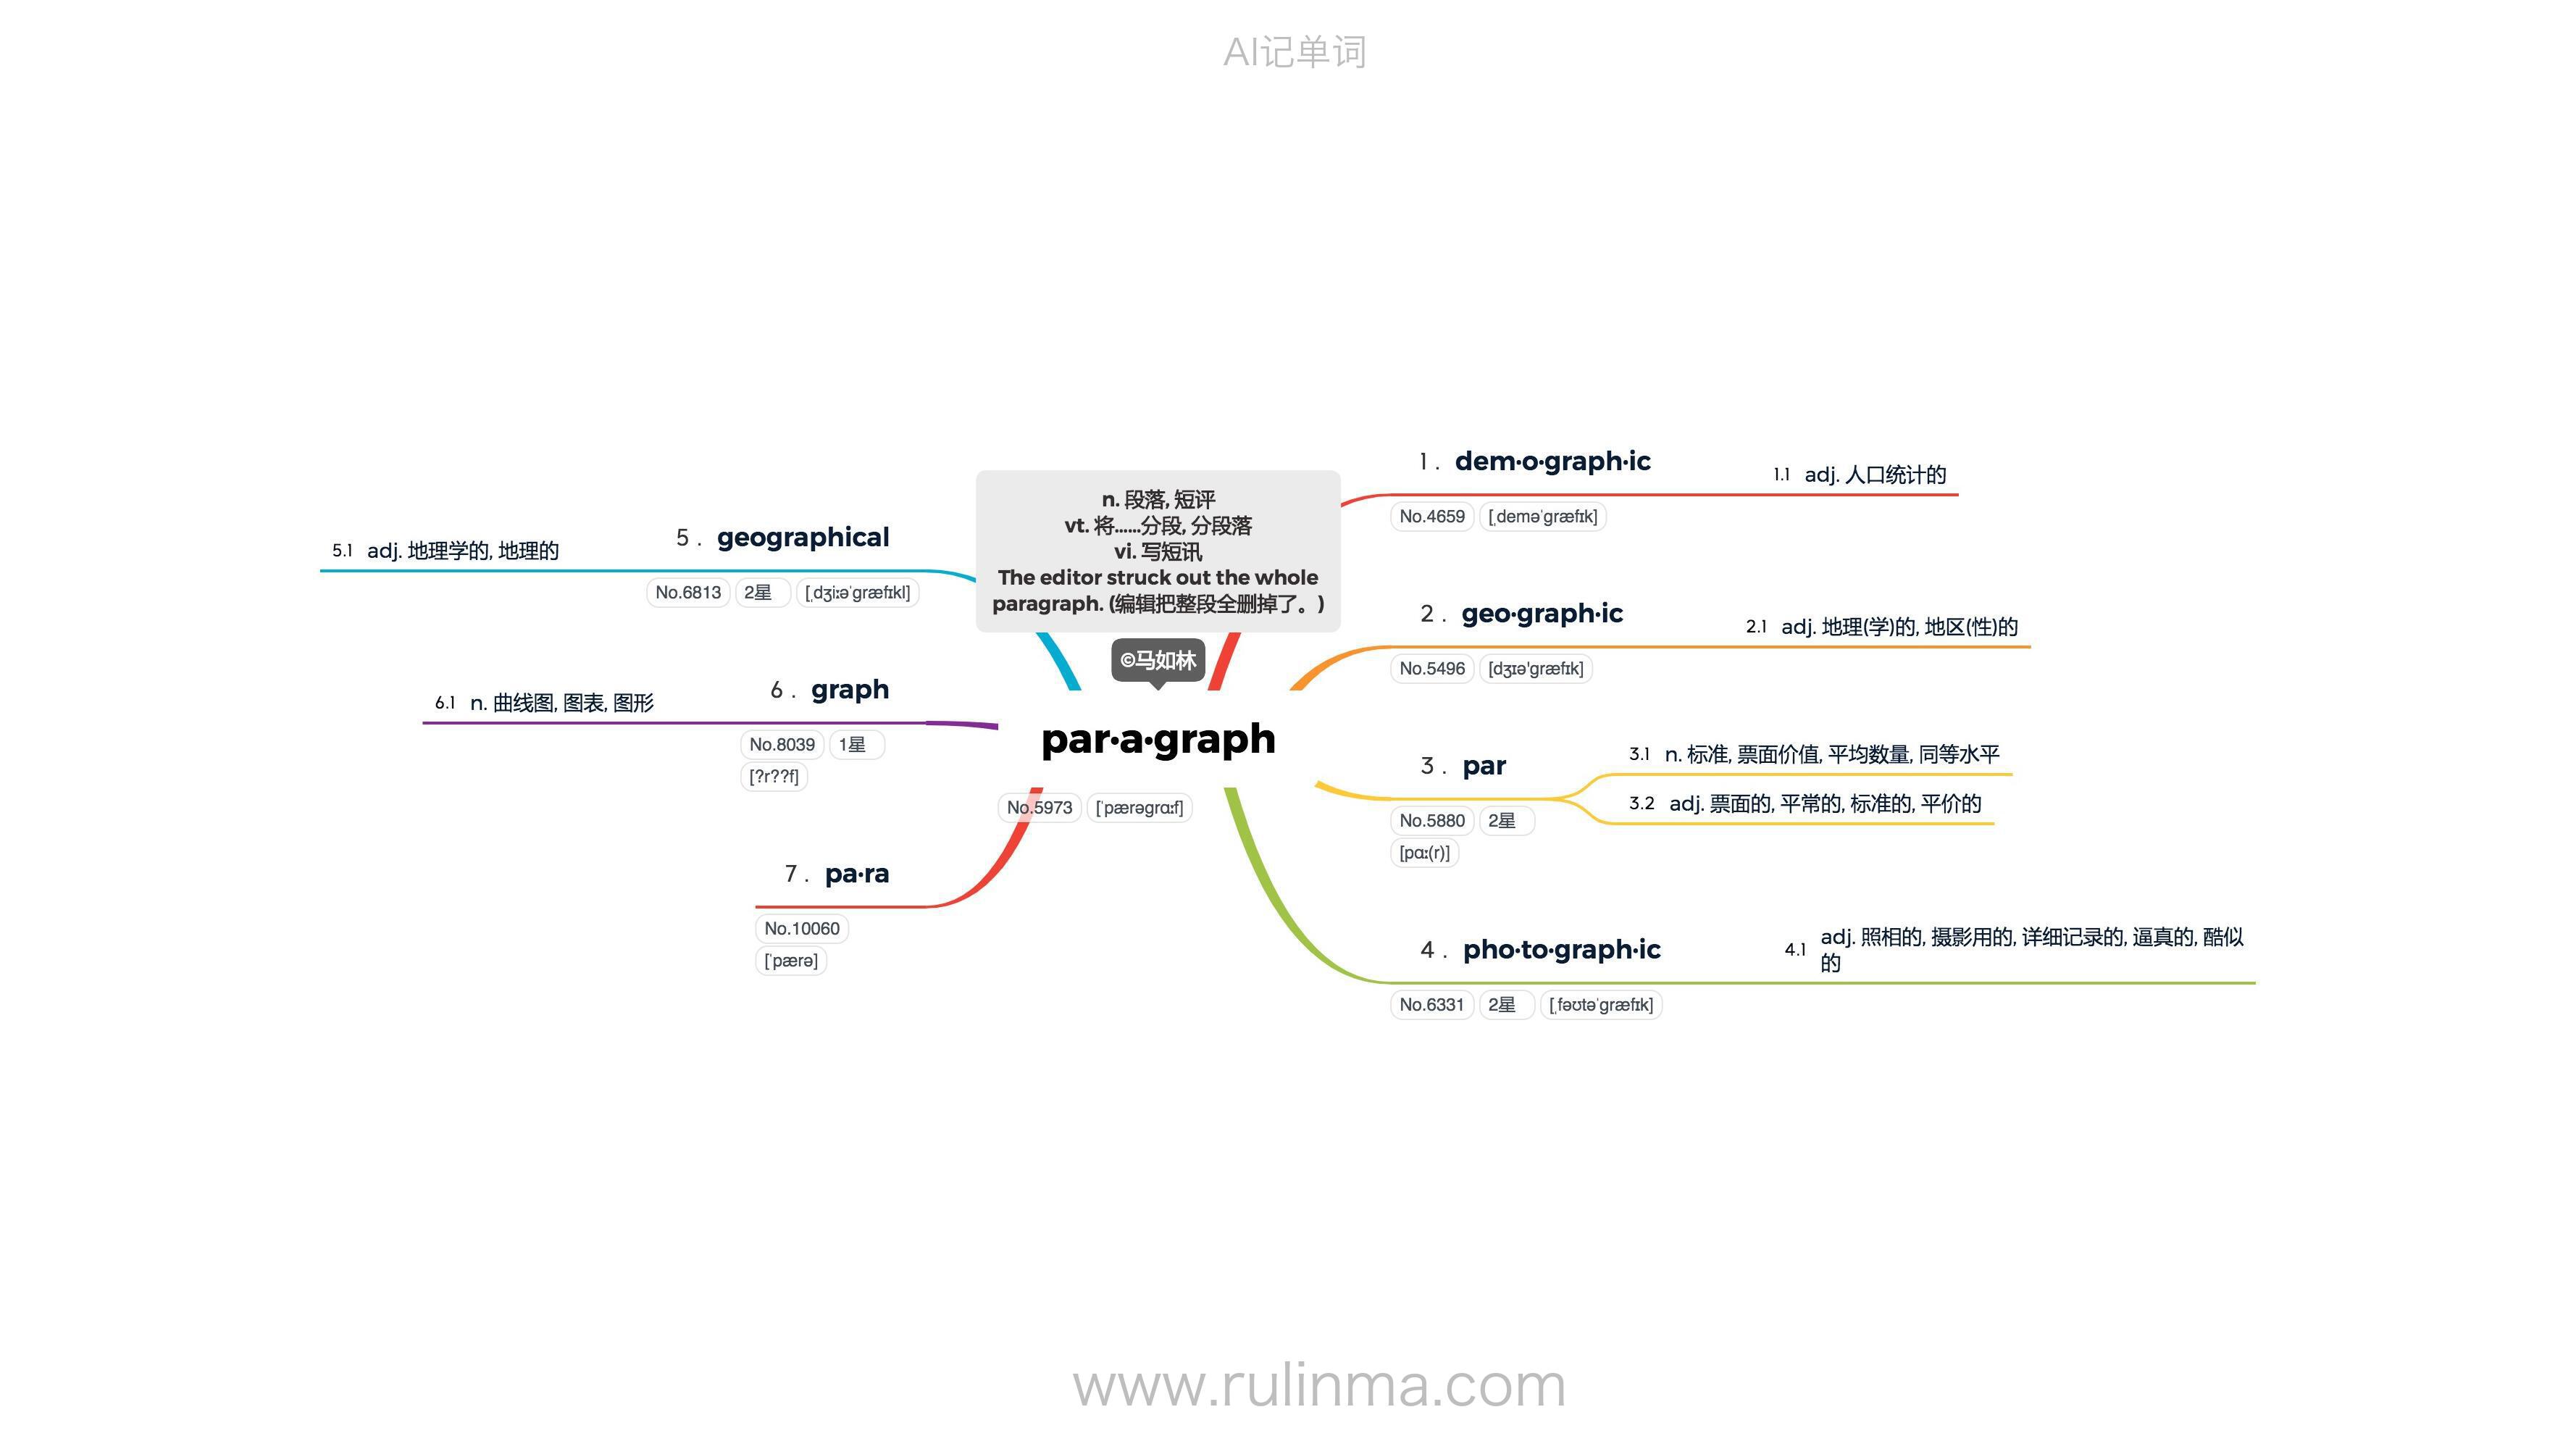 AI记单词
n. 段落, 短评
vt. 将......分段, 分段落
vi. 写短讯
The editor struck out the whole
paragraph. (编辑把整段全删掉了。)
©马如林
par·a·graph
No.5973 [ˈpærəgrɑːf]
1 . dem·o·graph·ic
No.4659 [ˌdeməˈgræfɪk]
1.1 adj. 人口统计的
2 . geo·graph·ic
No.5496 [dʒɪə'græfɪk]
2.1 adj. 地理(学)的, 地区(性)的
3 . par
No.5880 2星
[pɑː(r)]
3.1 n. 标准, 票面价值, 平均数量, 同等水平
3.2 adj. 票面的, 平常的, 标准的, 平价的
4 . pho·to·graph·ic
No.6331 2星 [ˌfəʊtəˈgræfɪk]
4.1 adj. 照相的, 摄影用的, 详细记录的, 逼真的, 酷似
的
5 . geographical
No.6813 2星 [ˌdʒiːəˈgræfɪkl]
5.1 adj. 地理学的, 地理的
6 . graph
No.8039 1星
[?r??f]
6.1 n. 曲线图, 图表, 图形
7 . pa·ra
No.10060
[ˈpærə]
www.rulinma.com